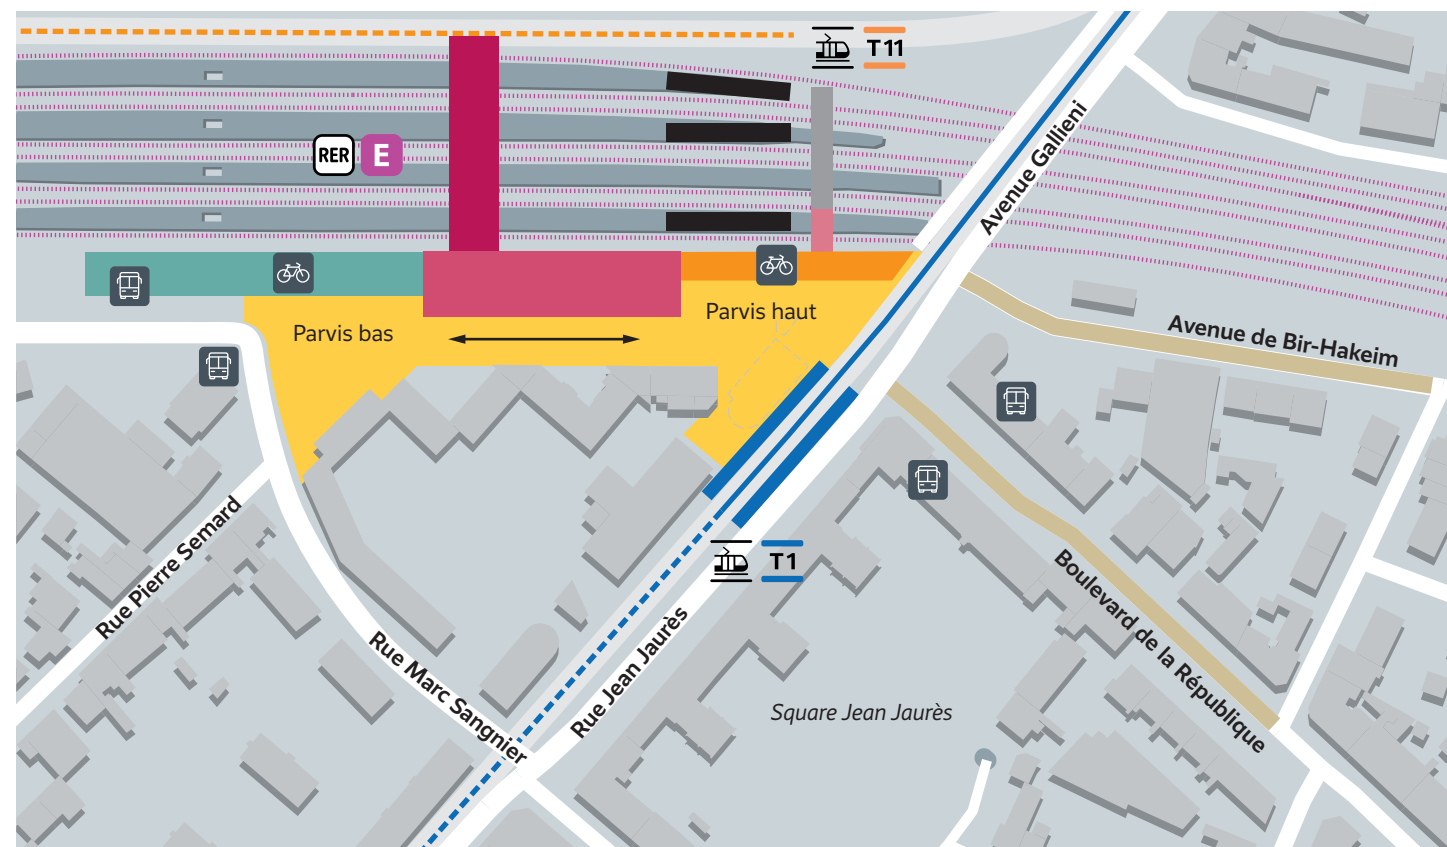 T11
RER E
Avenue Gallieni
Parvis haut
Parvis bas
Avenue de Bir-Hakeim
Rue Pierre Semard
T1
Boulevard de la République
Rue Jean Jaurès
Rue Marc Sangnier
Square Jean Jaurès